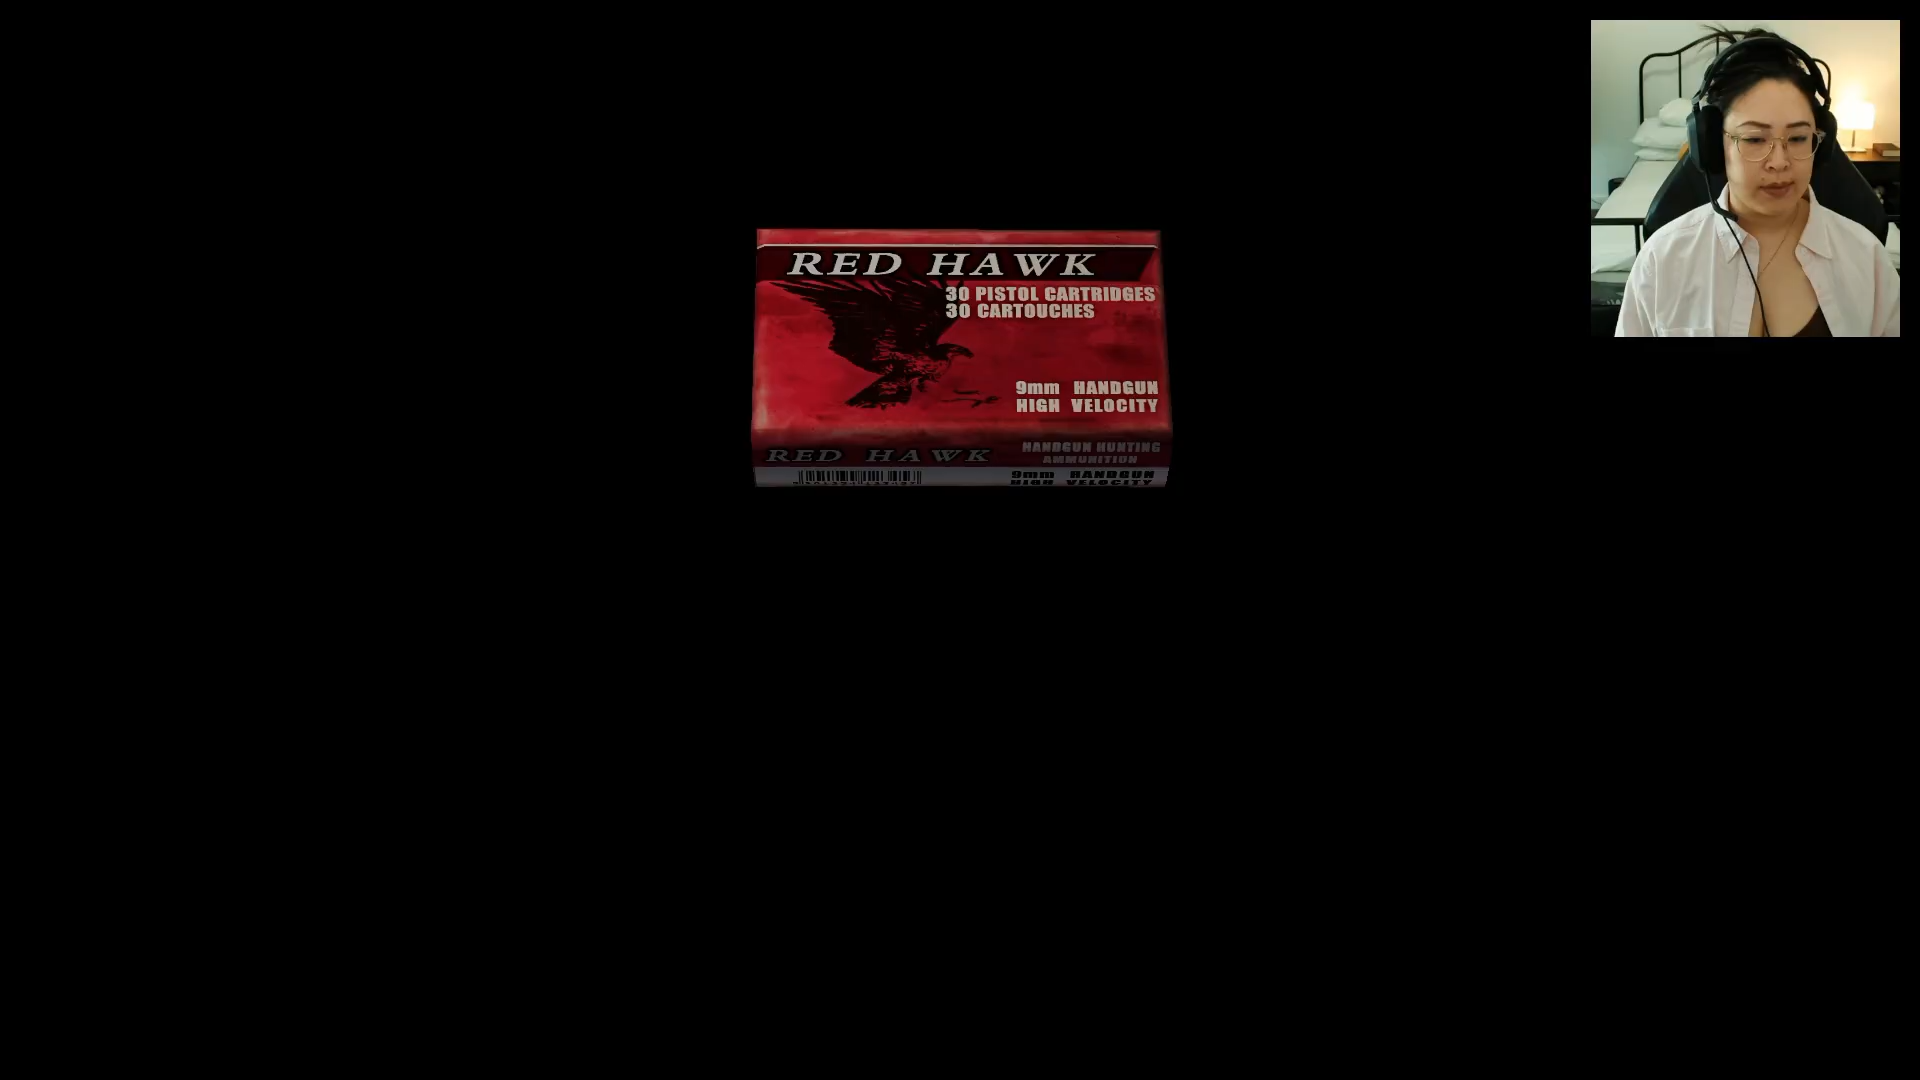 RED HAWK
30 PISTOL CARTRIDGES
30 CARTOUCHES
9mm HANDGUN
HIGH VELOCITY
RED HAWK
HANDGUN HUNTING
AMMUNITION
9mm HANDGUN
HIGH VELOCITY